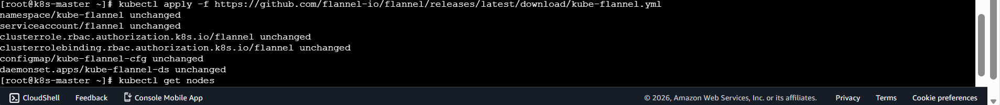 [root@k8s-master ~]# kubectl apply -f https://github.com/flannel-io/flannel/releases/latest/download/kube-flannel.yml
namespace/kube-flannel unchanged
serviceaccount/flannel unchanged
clusterrole.rbac.authorization.k8s.io/flannel unchanged
clusterrolebinding.rbac.authorization.k8s.io/flannel unchanged
configmap/kube-flannel-cfg unchanged
daemonset.apps/kube-flannel-ds unchanged
[root@k8s-master ~]# kubectl get nodes
CloudShell Feedback Console Mobile App © 2026, Amazon Web Services, Inc. or its affiliates. Privacy Terms Cookie preferences